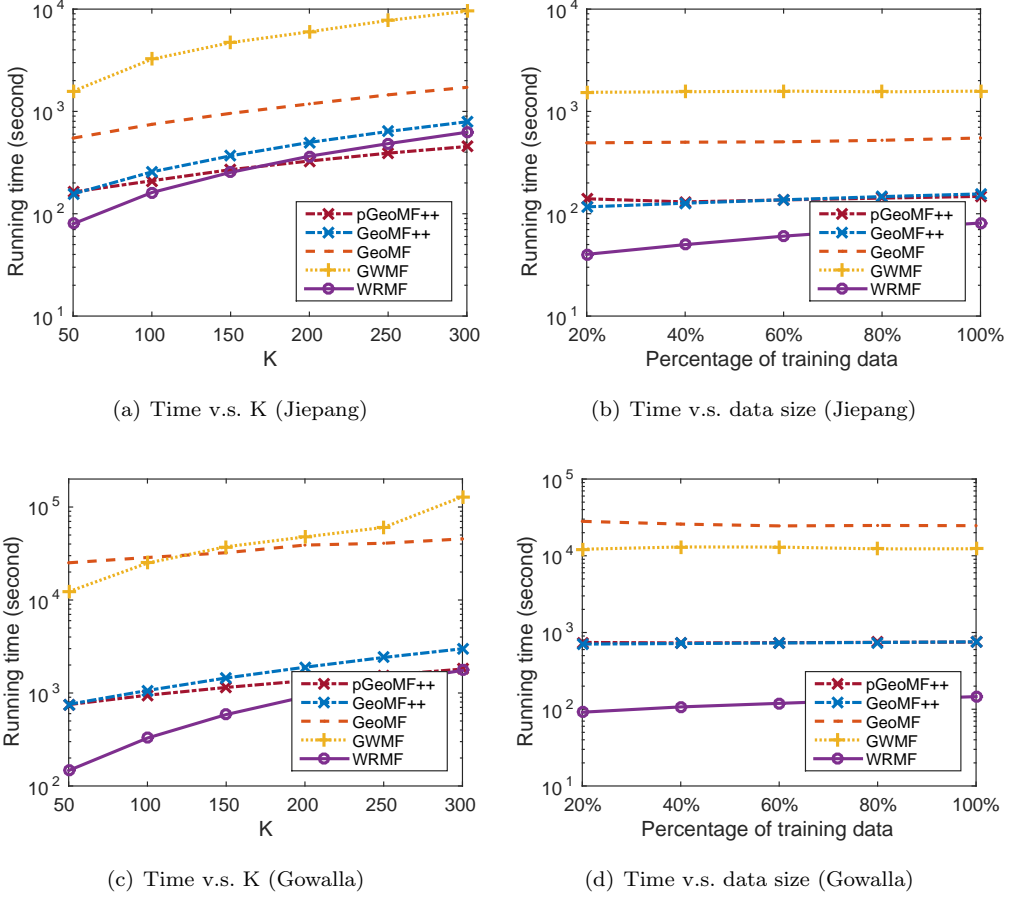 Running time (second)
10^4
10^3
10^2
10^1
50 100 150 200 250 300
K
pGeoMF++
GeoMF++
GeoMF
GWMF
WRMF
(a) Time v.s. K (Jiepang)
Running time (second)
10^4
10^3
10^2
10^1
20% 40% 60% 80% 100%
Percentage of training data
pGeoMF++
GeoMF++
GeoMF
GWMF
WRMF
(b) Time v.s. data size (Jiepang)
Running time (second)
10^5
10^4
10^3
10^2
50 100 150 200 250 300
K
pGeoMF++
GeoMF++
GeoMF
GWMF
WRMF
(c) Time v.s. K (Gowalla)
Running time (second)
10^5
10^4
10^3
10^2
10^1
20% 40% 60% 80% 100%
Percentage of training data
pGeoMF++
GeoMF++
GeoMF
GWMF
WRMF
(d) Time v.s. data size (Gowalla)